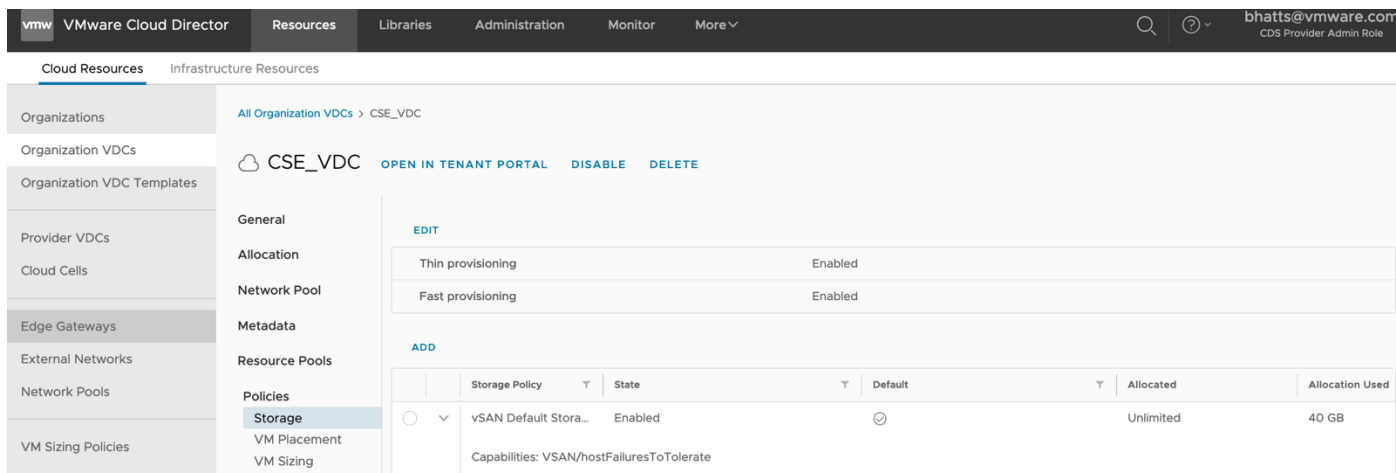 vmw VMware Cloud Director Resources Libraries Administration Monitor More
bhatts@vmware.com
CDS Provider Admin Role
Cloud Resources Infrastructure Resources
Organizations
Organization VDCs
Organization VDC Templates
Provider VDCs
Cloud Cells
Edge Gateways
External Networks
Network Pools
VM Sizing Policies
All Organization VDCs > CSE_VDC
CSE_VDC OPEN IN TENANT PORTAL DISABLE DELETE
General
Allocation
Network Pool
Metadata
Resource Pools
Policies
Storage
VM Placement
VM Sizing
EDIT
Thin provisioning Enabled
Fast provisioning Enabled
ADD
Storage Policy State Default Allocated Allocation Used
vSAN Default Stora... Enabled Unlimited 40 GB
Capabilities: VSAN/hostFailuresToTolerate